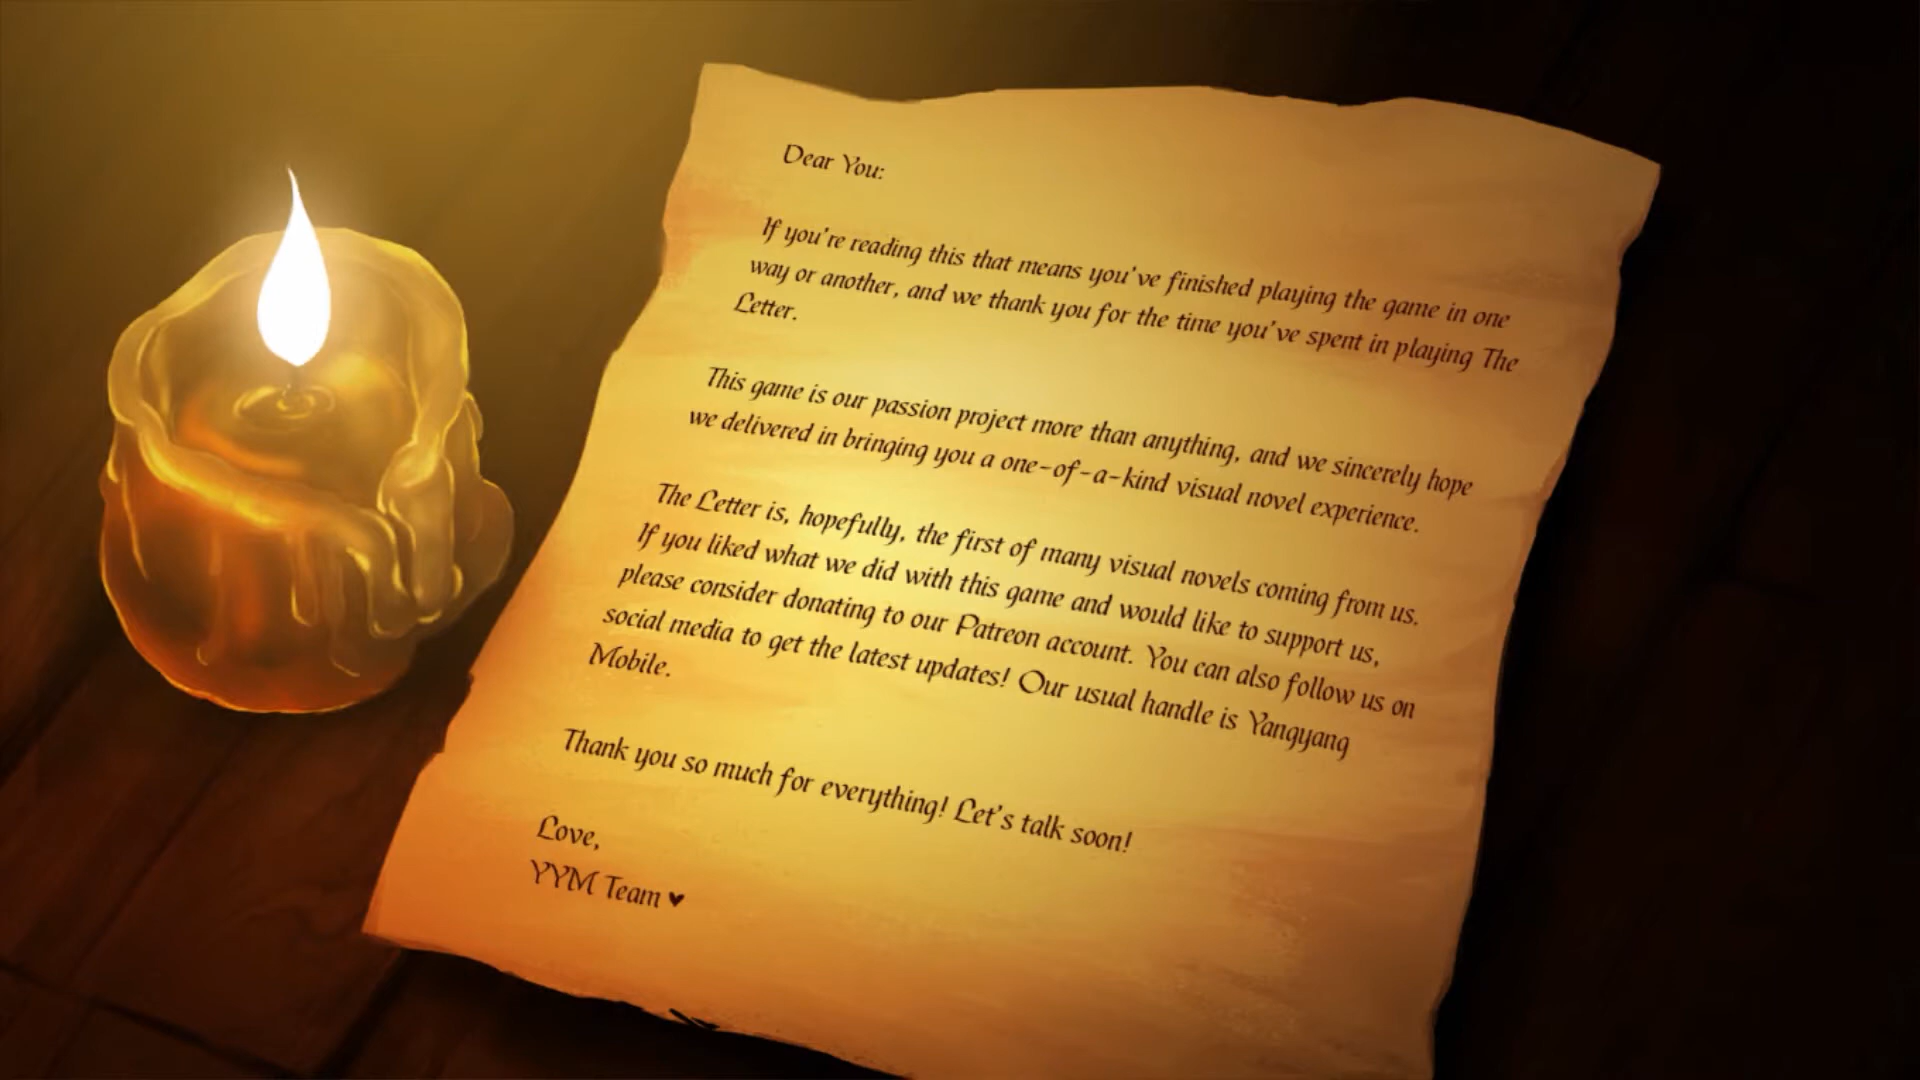 Dear You:
If you're reading this that means you've finished playing the game in one
way or another, and we thank you for the time you've spent in playing The
Letter.
This game is our passion project more than anything, and we sincerely hope
we delivered in bringing you a one-of-a-kind visual novel experience.
The Letter is, hopefully, the first of many visual novels coming from us.
If you liked what we did with this game and would like to support us,
please consider donating to our Patreon account. You can also follow us on
social media to get the latest updates! Our usual handle is Yangyang
Mobile.
Thank you so much for everything! Let's talk soon!
Love,
YYM Team ♥